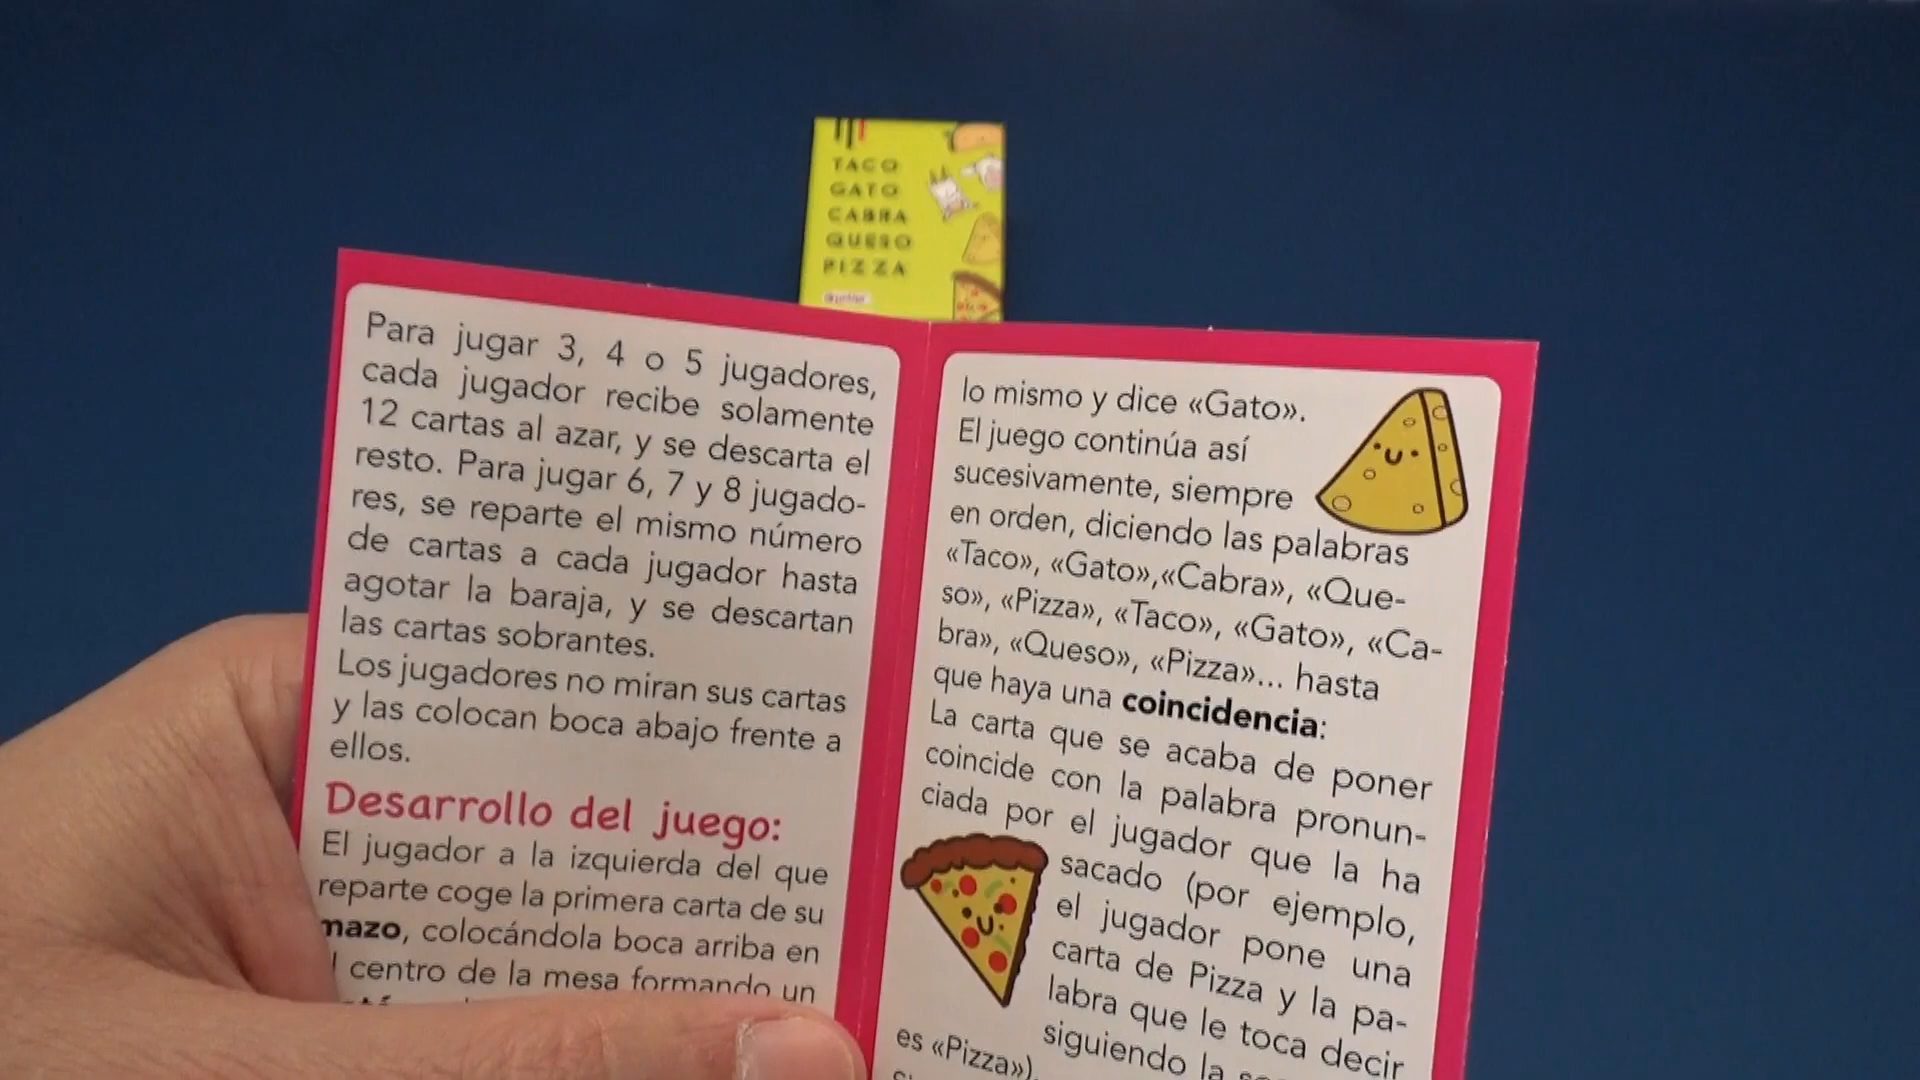 TACO
GATO
CABRA
QUESO
PIZZA
Para jugar 3, 4 o 5 jugadores,
cada jugador recibe solamente
12 cartas al azar, y se descarta el
resto. Para jugar 6, 7 y 8 jugado-
res, se reparte el mismo número
de cartas a cada jugador hasta
agotar la baraja, y se descartan
las cartas sobrantes.
Los jugadores no miran sus cartas
y las colocan boca abajo frente a
ellos.
Desarrollo del juego:
El jugador a la izquierda del que
reparte coge la primera carta de su
mazo, colocándola boca arriba en
l centro de la mesa formando un
lo mismo y dice «Gato».
El juego continúa así
sucesivamente, siempre
en orden, diciendo las palabras
«Taco», «Gato»,«Cabra», «Que-
so», «Pizza», «Taco», «Gato», «Ca-
bra», «Queso», «Pizza»... hasta
que haya una coincidencia:
La carta que se acaba de poner
coincide con la palabra pronun-
ciada por el jugador que la ha
sacado (por ejemplo,
el jugador pone una
carta de Pizza y la pa-
labra que le toca decir
siguiendo la
es «Pizza»)